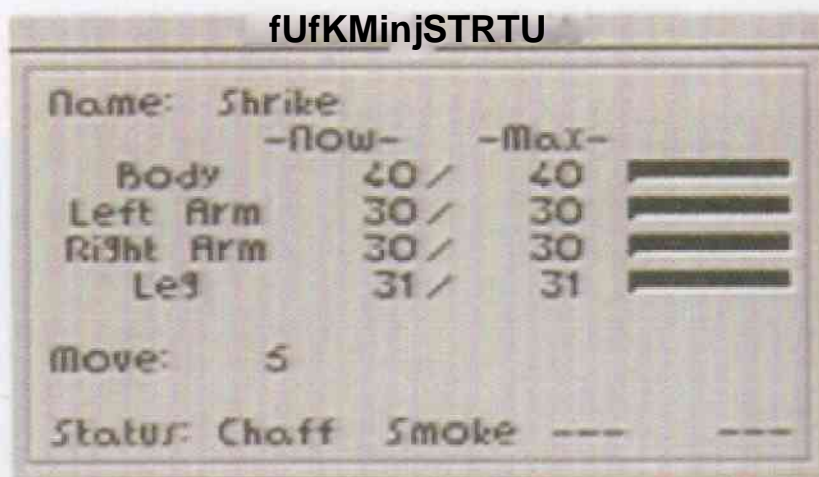 fUfKMinjSTRTU
Name: Shrike
-Now- -Max-
Body 40/ 40
Left Arm 30/ 30
Right Arm 30/ 30
Leg 31/ 31
Move: 5
Status: Chaff Smoke --- ---